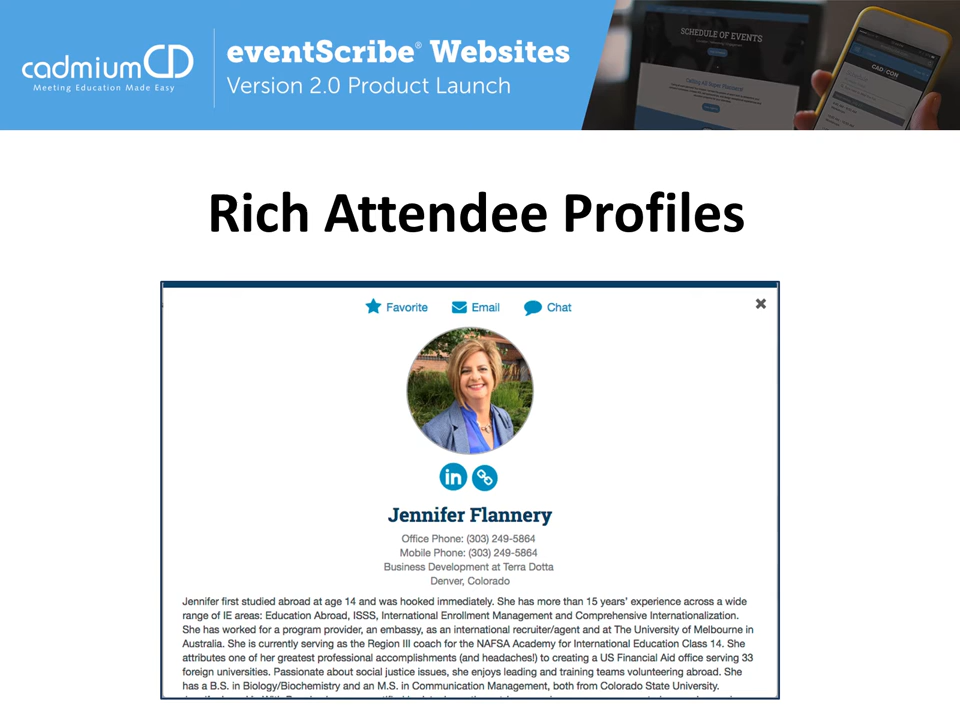 cadmiumCD
Meeting Education Made Easy
eventScribe® Websites
Version 2.0 Product Launch
SCHEDULE OF EVENTS
CAD CON
Rich Attendee Profiles
Favorite Email Chat
in
Jennifer Flannery
Office Phone: (303) 249-5864
Mobile Phone: (303) 249-5864
Business Development at Terra Dotta
Denver, Colorado
Jennifer first studied abroad at age 14 and was hooked immediately. She has more than 15 years' experience across a wide
range of IE areas: Education Abroad, ISSS, International Enrollment Management and Comprehensive Internationalization.
She has worked for a program provider, an embassy, as an international recruiter/agent and at The University of Melbourne in
Australia. She is currently serving as the Region III coach for the NAFSA Academy for International Education Class 14. She
attributes one of her greatest professional accomplishments (and headaches!) to creating a US Financial Aid office serving 33
foreign universities. Passionate about social justice issues, she enjoys leading and training teams volunteering abroad. She
has a B.S. in Biology/Biochemistry and an M.S. in Communication Management, both from Colorado State University.